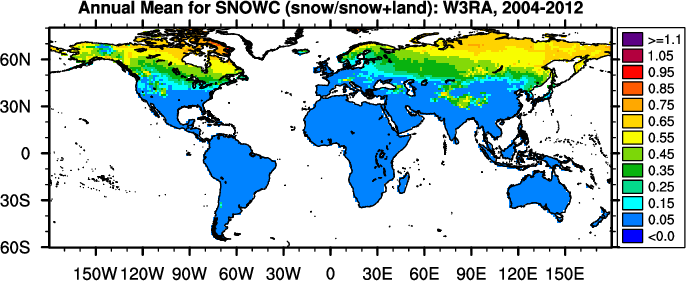 Annual Mean for SNOWC (snow/snow+land): W3RA, 2004-2012
60N
30N
0
30S
60S
150W 120W 90W 60W 30W 0 30E 60E 90E 120E 150E
>=1.1
1.05
0.95
0.85
0.75
0.65
0.55
0.45
0.35
0.25
0.15
0.05
<0.0